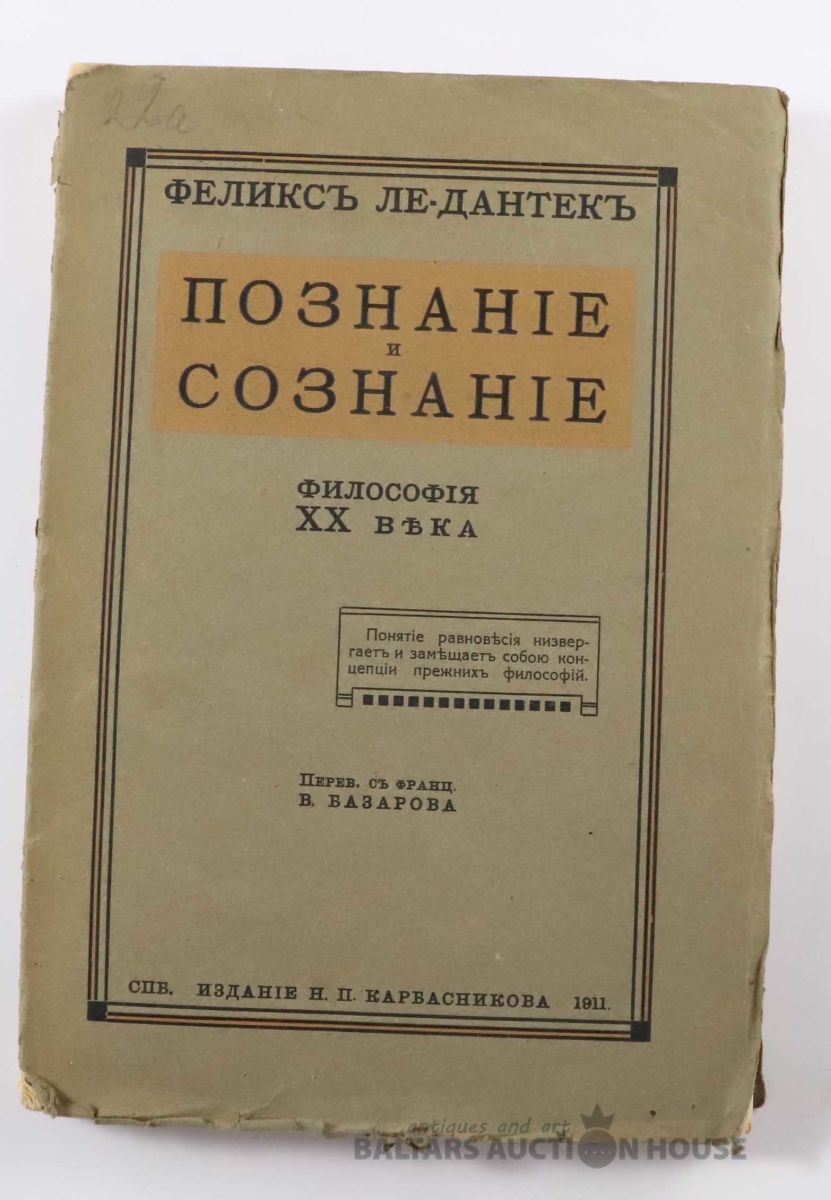 22а
ФЕЛИКСЪ ЛЕ-ДАНТЕКЪ
ПОЗНАНІЕ
И
СОЗНАНІЕ
ФИЛОСОФІЯ
XX ВѢКА
Понятіе равновѣсія низвер-
гаетъ и замѣщаетъ собою кон-
цепціи прежнихъ философій.
ПЕРЕВ. СЪ ФРАНЦ.
В. БАЗАРОВА
СПБ. ИЗДАНІЕ Н. П. КАРБАСНИКОВА 1911.
antiques and art
BALTARS AUCTION HOUSE